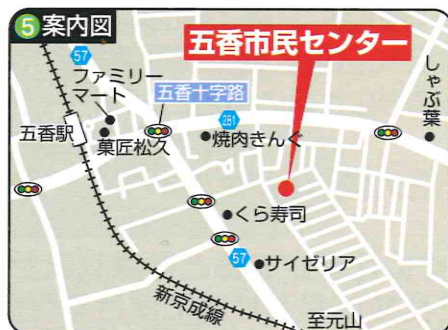 5 案内図
五香市民センター
57
ファミリー
マート
五香十字路
しゃぶ葉
五香駅
菓匠松久
281
焼肉きんぐ
くら寿司
57
サイゼリア
新京成線
至元山